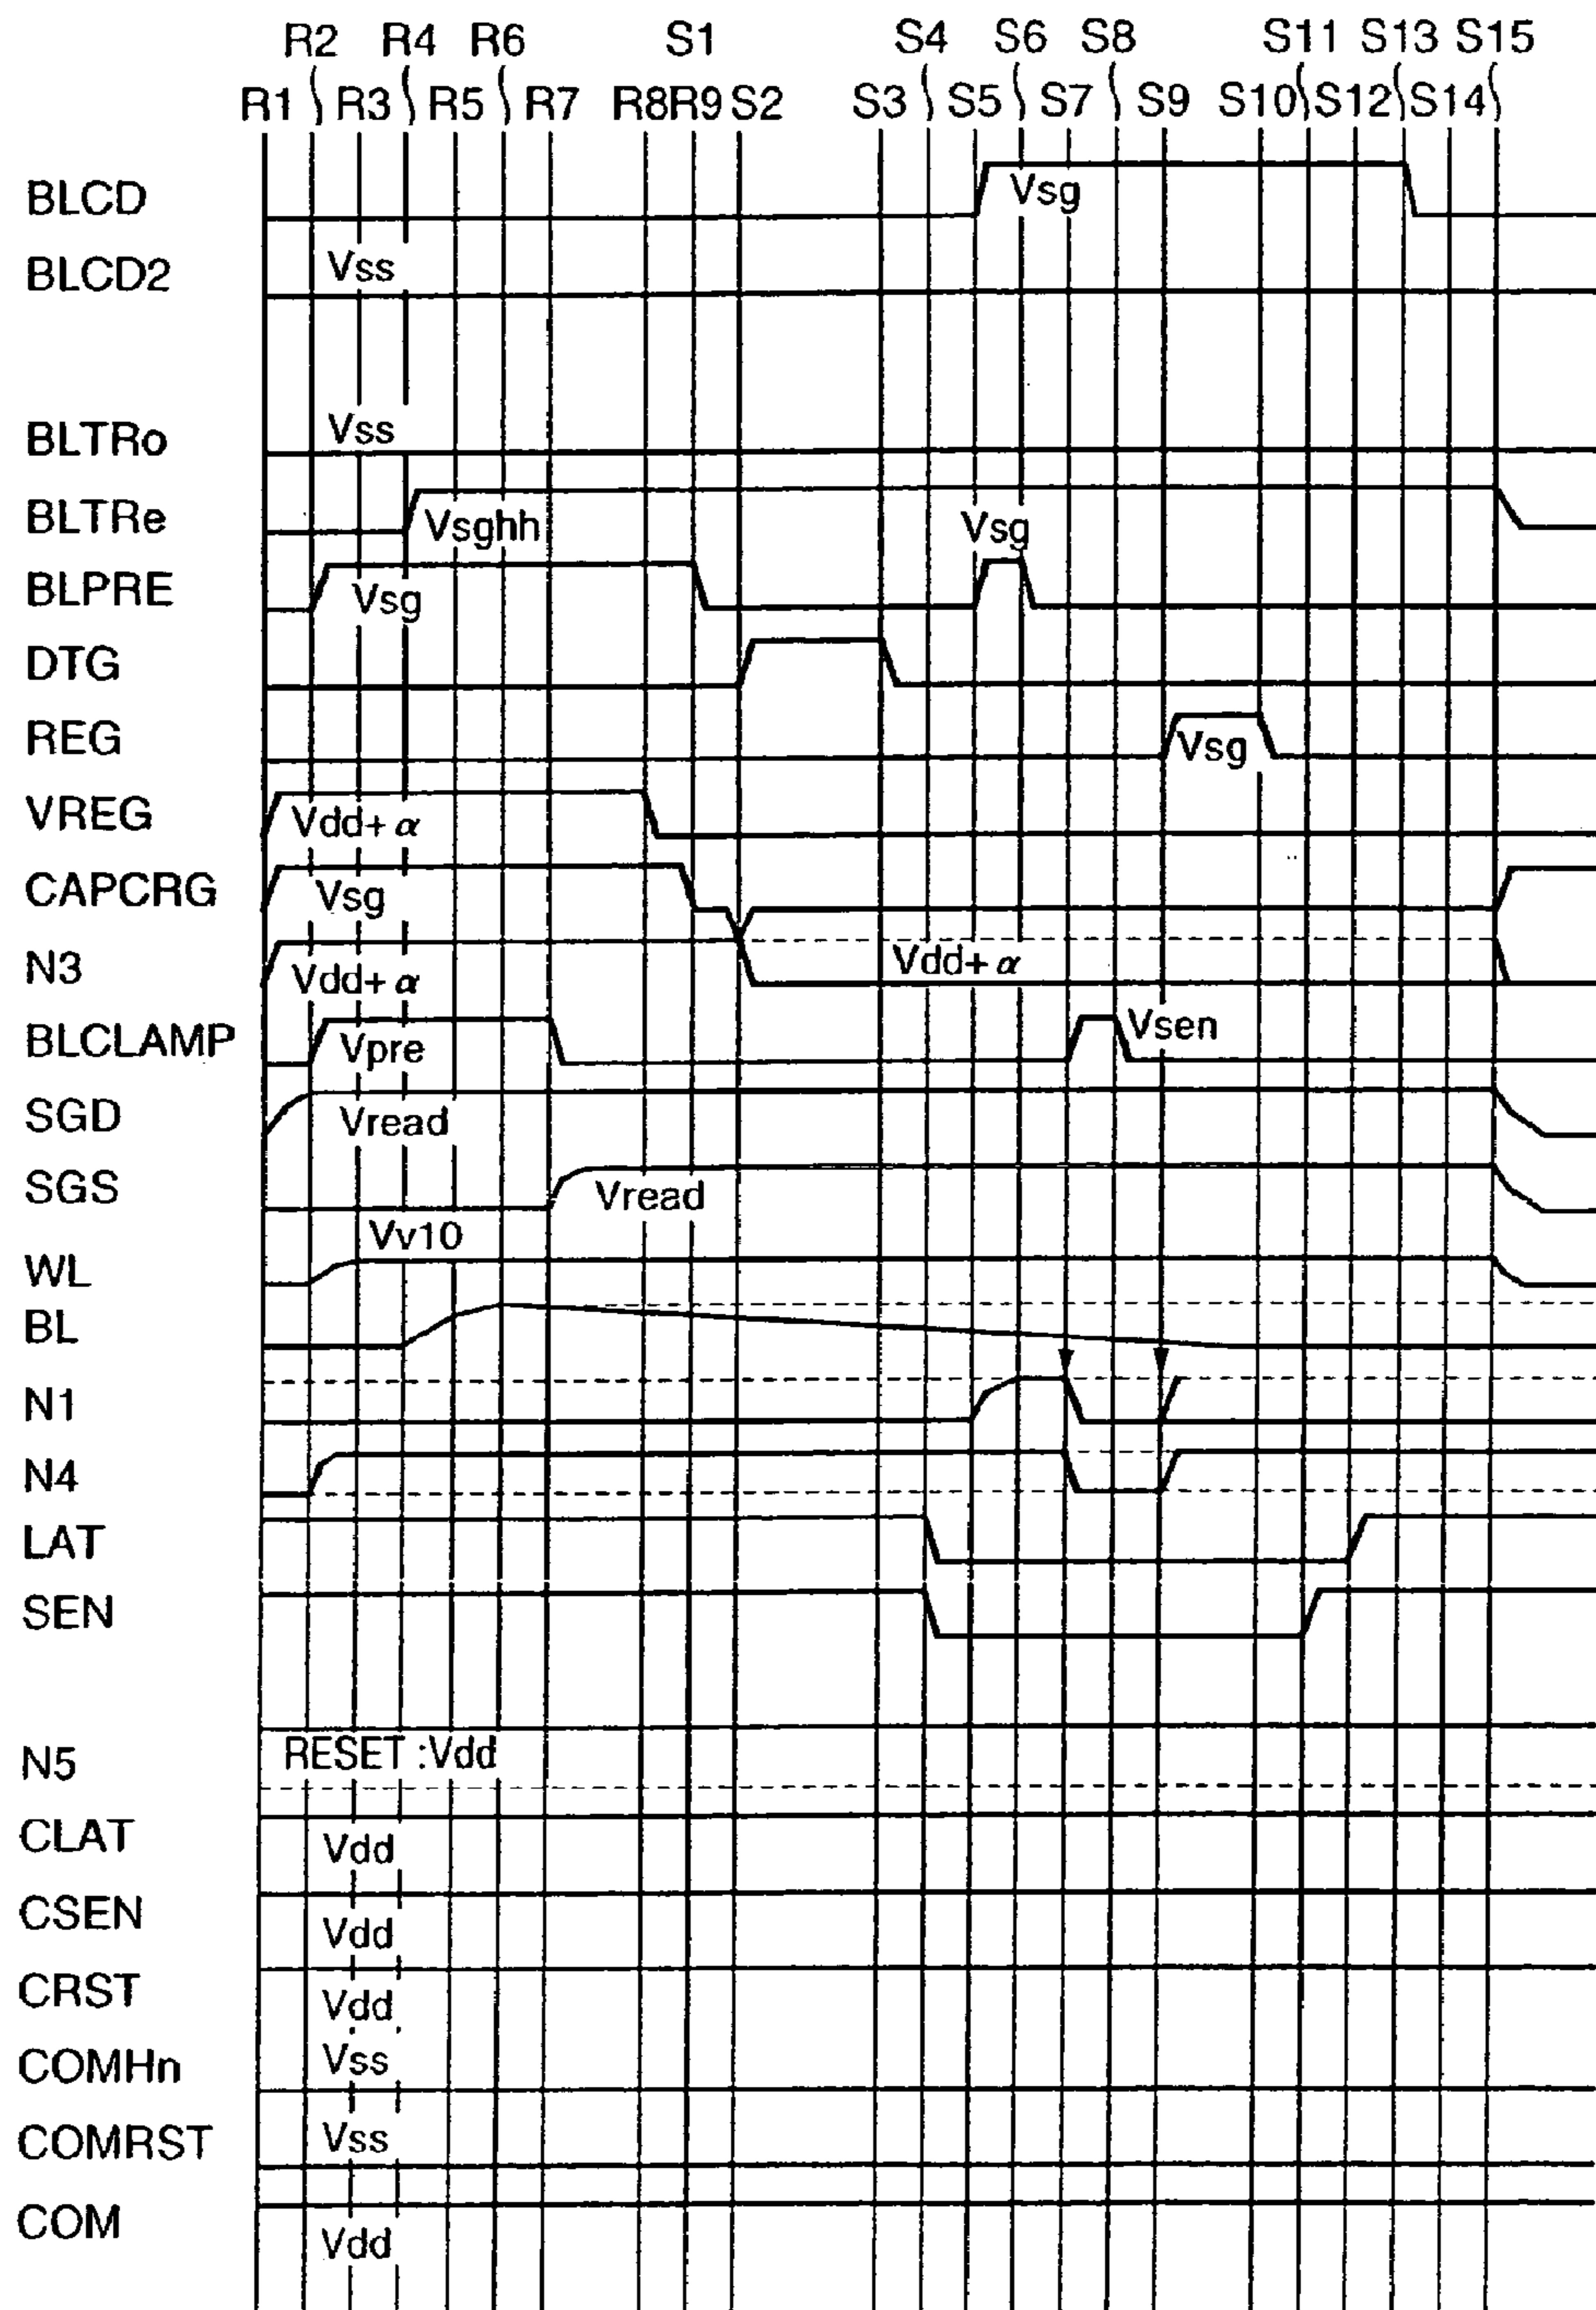 R2 R4 R6 S1 S4 S6 S8 S11 S13 S15
R1 R3 R5 R7 R8R9 S2 S3 S5 S7 S9 S10 S12 S14
BLCD Vsg
BLCD2 Vss
BLTRo Vss
BLTRe Vsghh Vsg
BLPRE Vsg
DTG
REG Vsg
VREG Vdd+α
CAPCRG Vsg
N3 Vdd+α Vdd+α
BLCLAMP Vpre Vsen
SGD Vread
SGS Vread
Vv10
WL
BL
N1
N4
LAT
SEN
N5 RESET :Vdd
CLAT Vdd
CSEN Vdd
CRST Vdd
COMHn Vss
COMRST Vss
COM Vdd